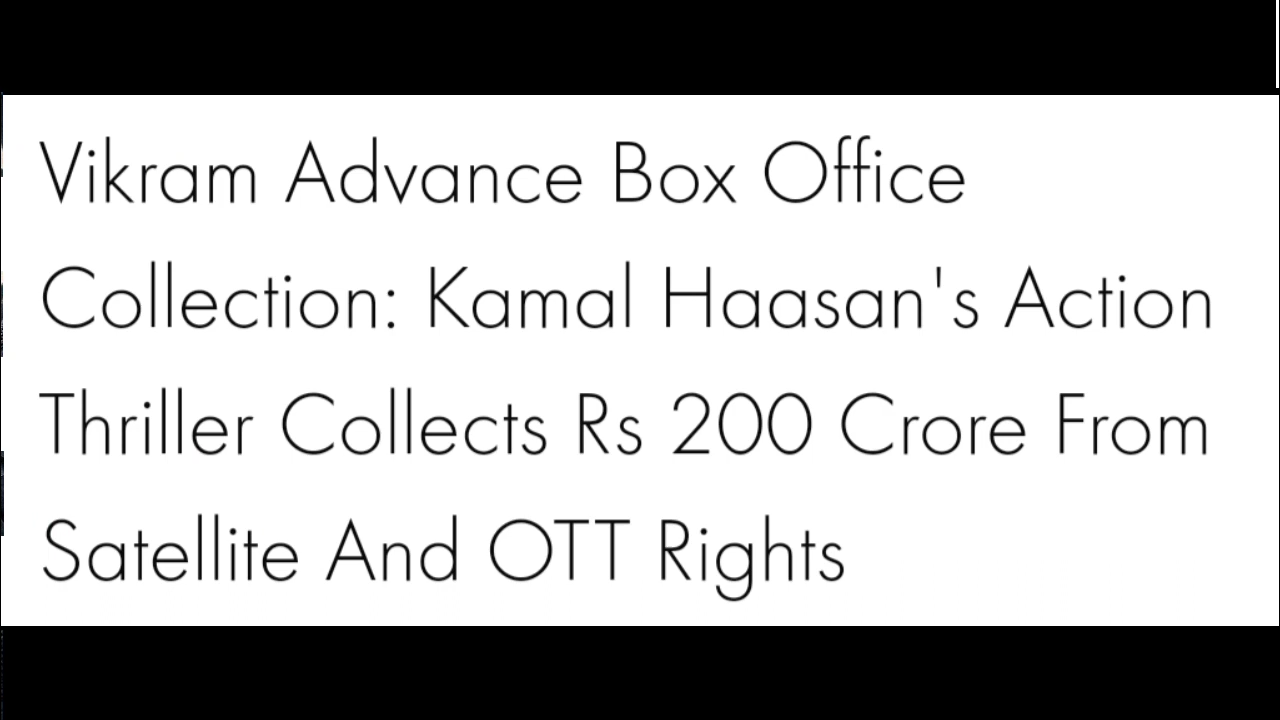 Vikram Advance Box Office
Collection: Kamal Haasan's Action
Thriller Collects Rs 200 Crore From
Satellite And OTT Rights